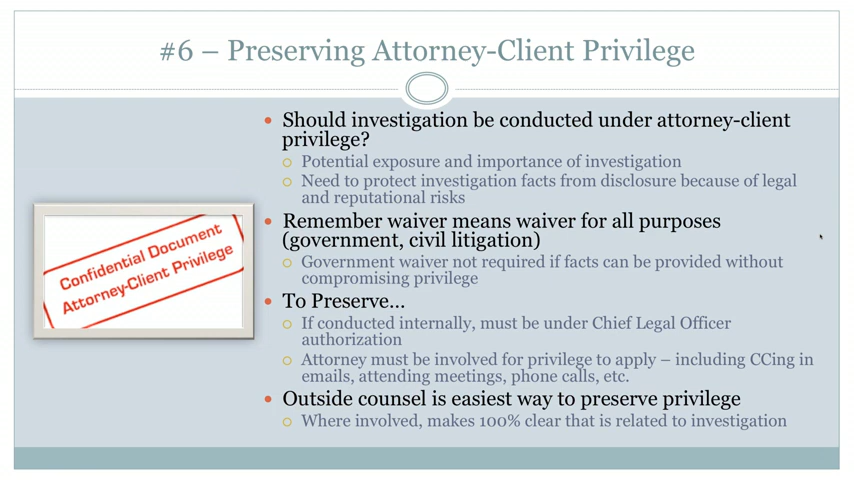 #6 – Preserving Attorney-Client Privilege
Should investigation be conducted under attorney-client
privilege?
Potential exposure and importance of investigation
Need to protect investigation facts from disclosure because of legal
and reputational risks
Remember waiver means waiver for all purposes
(government, civil litigation)
Government waiver not required if facts can be provided without
compromising privilege
To Preserve…
If conducted internally, must be under Chief Legal Officer
authorization
Attorney must be involved for privilege to apply – including CCing in
emails, attending meetings, phone calls, etc.
Outside counsel is easiest way to preserve privilege
Where involved, makes 100% clear that is related to investigation
Confidential Document
Attorney-Client Privilege